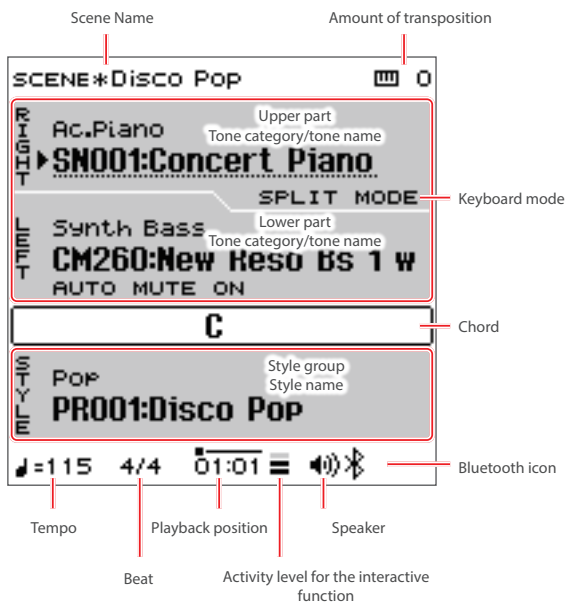 Scene Name
Amount of transposition
SCENE*Disco Pop 0
RIGHT
Ac.Piano
Upper part
Tone category/tone name
SN001:Concert Piano
SPLIT MODE
Keyboard mode
LEFT
Synth Bass
Lower part
Tone category/tone name
CM260:New Reso Bs 1 w
AUTO MUTE ON
C
Chord
STYLE
Pop
Style group
Style name
PR001:Disco Pop
♩=115 4/4 01:01
Bluetooth icon
Tempo
Playback position
Speaker
Beat
Activity level for the interactive
function